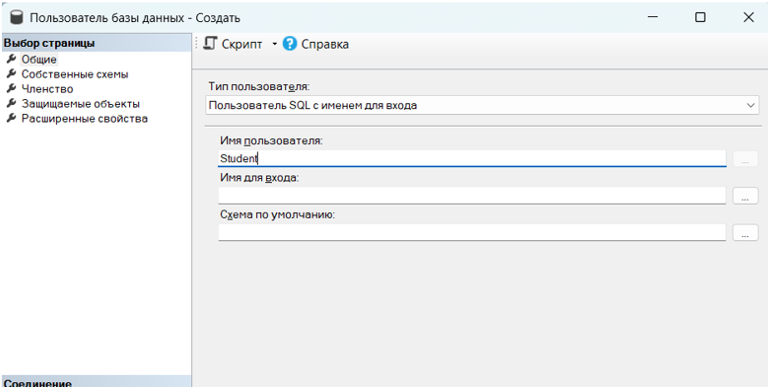 Пользователь базы данных - Создать
Выбор страницы
Общие
Собственные схемы
Членство
Защищаемые объекты
Расширенные свойства
Соединение
Скрипт
Справка
Тип пользователя:
Пользователь SQL с именем для входа
Имя пользователя:
Student
...
Имя для входа:
...
Схема по умолчанию:
...